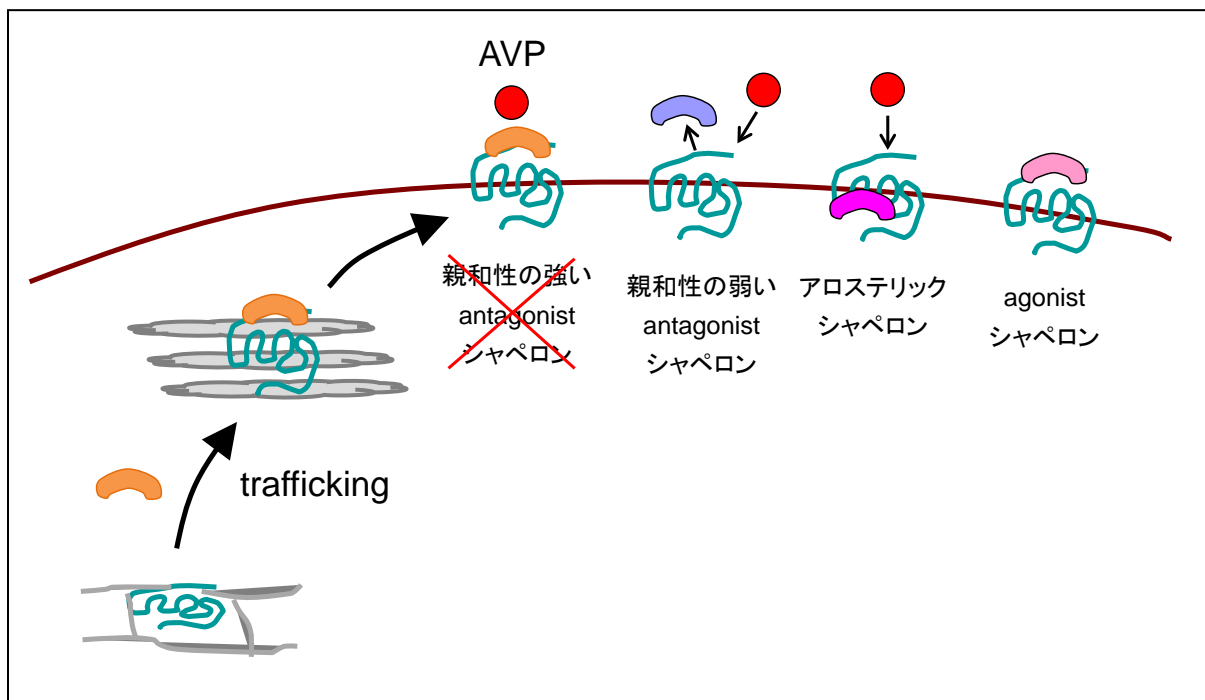 AVP
親和性の強い
antagonist
シャペロン
親和性の弱い
antagonist
シャペロン
アロステリック
シャペロン
agonist
シャペロン
trafficking